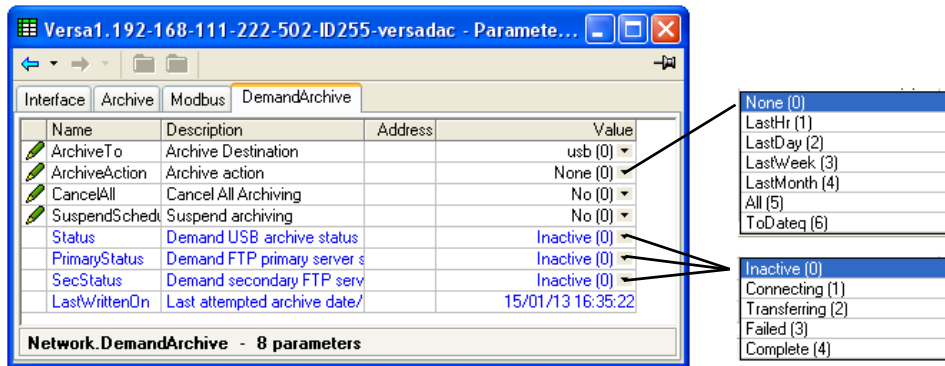 Versa1.192-168-111-222-502-ID255-versadac - Paramete...
Interface Archive Modbus DemandArchive
Name Description Address Value
ArchiveTo Archive Destination usb (0)
ArchiveAction Archive action None (0)
CancelAll Cancel All Archiving No (0)
SuspendSchedu Suspend archiving No (0)
Status Demand USB archive status Inactive (0)
PrimaryStatus Demand FTP primary server s Inactive (0)
SecStatus Demand secondary FTP serv Inactive (0)
LastWrittenOn Last attempted archive date/ 15/01/13 16:35:22
Network.DemandArchive - 8 parameters
None (0)
LastHr (1)
LastDay (2)
LastWeek (3)
LastMonth (4)
All (5)
ToDateq (6)
Inactive (0)
Connecting (1)
Transferring (2)
Failed (3)
Complete (4)